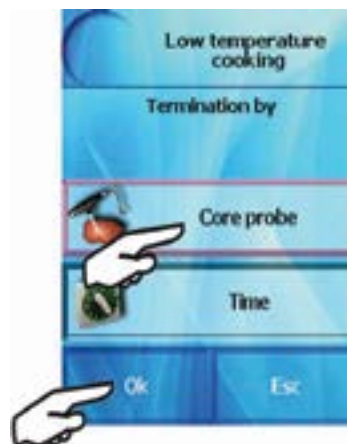 Low temperature
cooking
Termination by
Core probe
Time
Ok
Esc